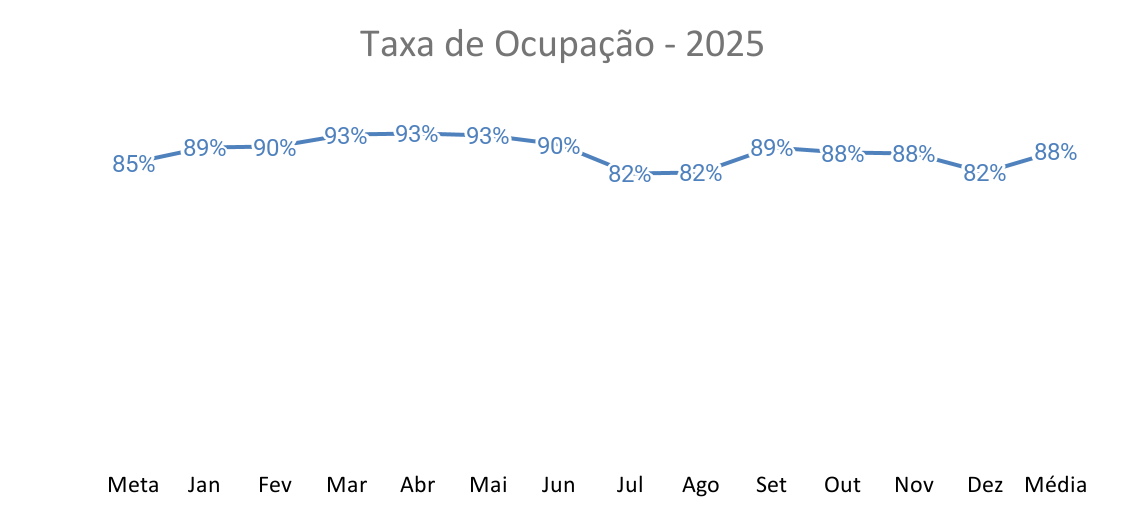 Taxa de Ocupação - 2025
85% 89% 90% 93% 93% 93% 90% 82% 82% 89% 88% 88% 82% 88%
Meta Jan Fev Mar Abr Mai Jun Jul Ago Set Out Nov Dez Média